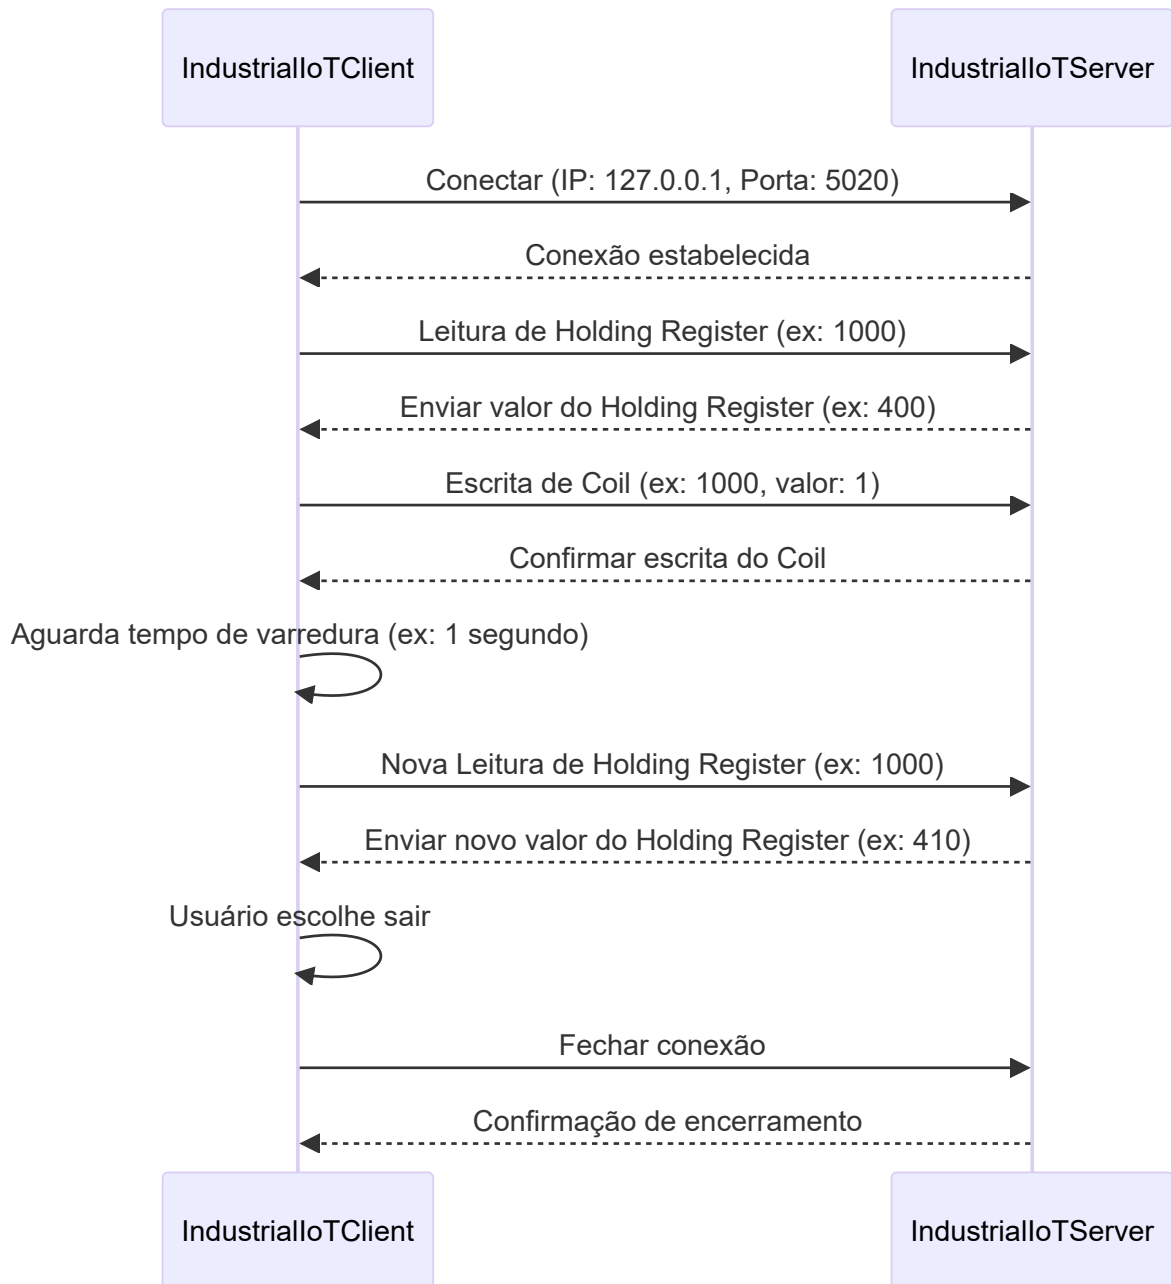 IndustrialIoTClient
IndustrialIoTServer
Conectar (IP: 127.0.0.1, Porta: 5020)
Conexão estabelecida
Leitura de Holding Register (ex: 1000)
Enviar valor do Holding Register (ex: 400)
Escrita de Coil (ex: 1000, valor: 1)
Confirmar escrita do Coil
Aguarda tempo de varredura (ex: 1 segundo)
Nova Leitura de Holding Register (ex: 1000)
Enviar novo valor do Holding Register (ex: 410)
Usuário escolhe sair
Fechar conexão
Confirmação de encerramento
IndustrialIoTClient
IndustrialIoTServer